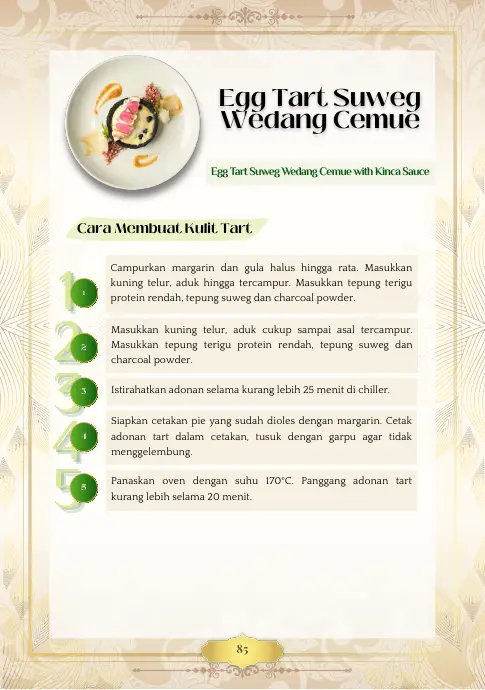 Egg Tart Suweg
Wedang Cemue
Egg Tart Suweg Wedang Cemue with Kinca Sauce
Cara Membuat Kulit Tart
1
Campurkan margarin dan gula halus hingga rata. Masukkan
kuning telur, aduk hingga tercampur. Masukkan tepung terigu
protein rendah, tepung suweg dan charcoal powder.
2
Masukkan kuning telur, aduk cukup sampai asal tercampur.
Masukkan tepung terigu protein rendah, tepung suweg dan
charcoal powder.
3
Istirahatkan adonan selama kurang lebih 25 menit di chiller.
4
Siapkan cetakan pie yang sudah dioles dengan margarin. Cetak
adonan tart dalam cetakan, tusuk dengan garpu agar tidak
menggelembung.
5
Panaskan oven dengan suhu 170°C. Panggang adonan tart
kurang lebih selama 20 menit.
85